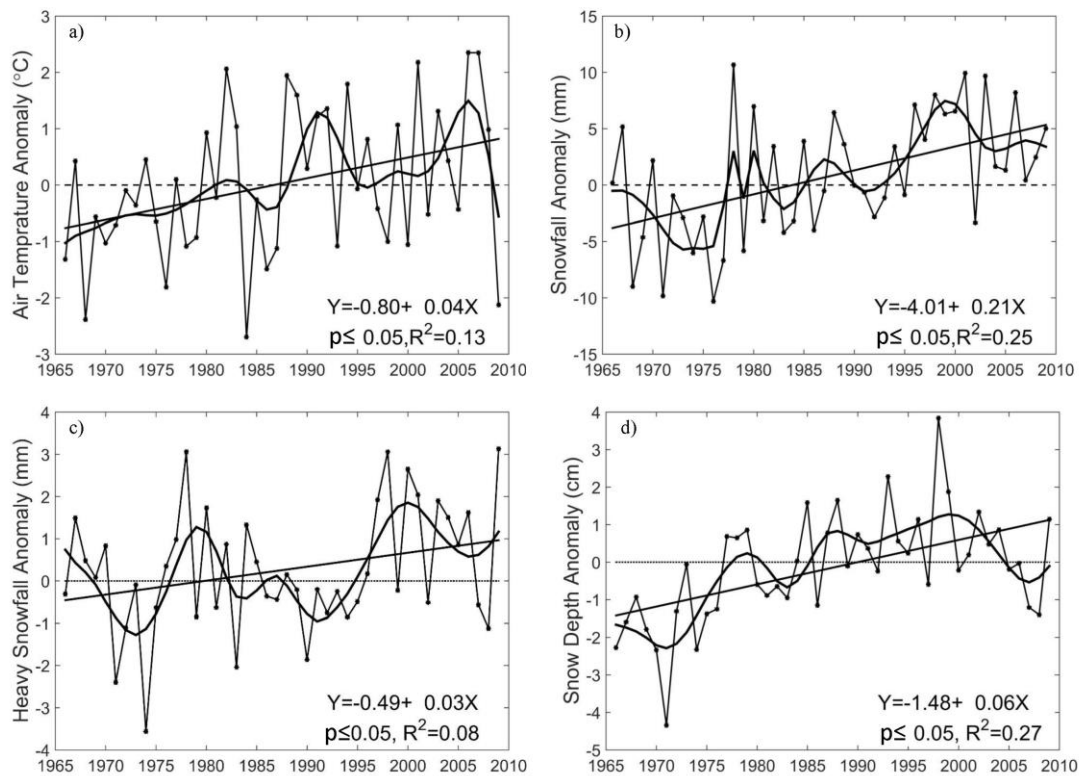 a)
Air Temprature Anomaly (°C)
3
2
1
0
-1
-2
-3
Y=-0.80+ 0.04X
p≤ 0.05,R²=0.13
1965 1970 1975 1980 1985 1990 1995 2000 2005 2010
b)
Snowfall Anomaly (mm)
15
10
5
0
-5
-10
-15
Y=-4.01+ 0.21X
p≤ 0.05,R²=0.25
1965 1970 1975 1980 1985 1990 1995 2000 2005 2010
c)
Heavy Snowfall Anomaly (mm)
4
3
2
1
0
-1
-2
-3
-4
Y=-0.49+ 0.03X
p≤0.05, R²=0.08
1965 1970 1975 1980 1985 1990 1995 2000 2005 2010
d)
Snow Depth Anomaly (cm)
4
3
2
1
0
-1
-2
-3
-4
-5
Y=-1.48+ 0.06X
p≤ 0.05, R²=0.27
1965 1970 1975 1980 1985 1990 1995 2000 2005 2010